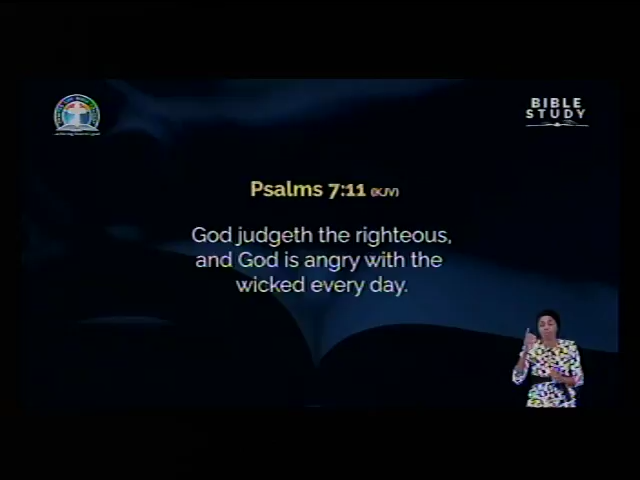 BIBLE
STUDY
Psalms 7:11 (KJV)
God judgeth the righteous,
and God is angry with the
wicked every day.